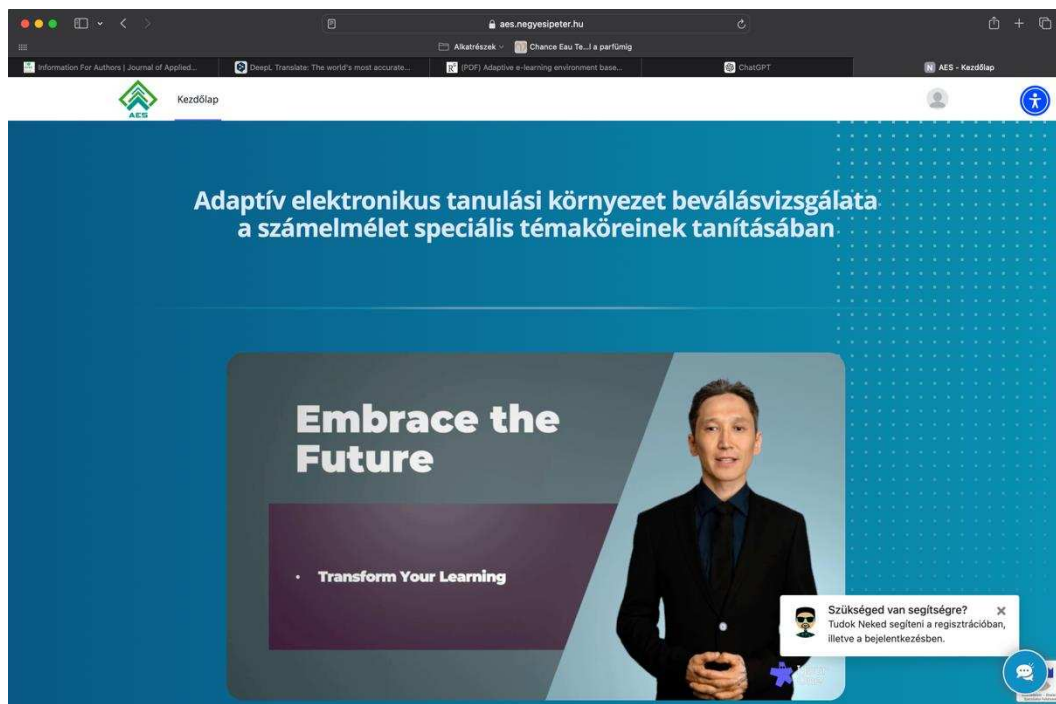 aes.negyesipeter.hu
Alkatrészek
Chance Eau Te...l a parfümig
Information For Authors | Journal of Applied...
DeepL Translate: The world's most accurate...
(PDF) Adaptive e-learning environment base...
ChatGPT
N AES - Kezdőlap
AES
Kezdőlap
Adaptív elektronikus tanulási környezet beválásvizsgálata
a számelmélet speciális témaköreinek tanításában
Embrace the
Future
• Transform Your Learning
Szükséged van segítségre?
Tudok Neked segíteni a regisztrációban,
illetve a bejelentkezésben.